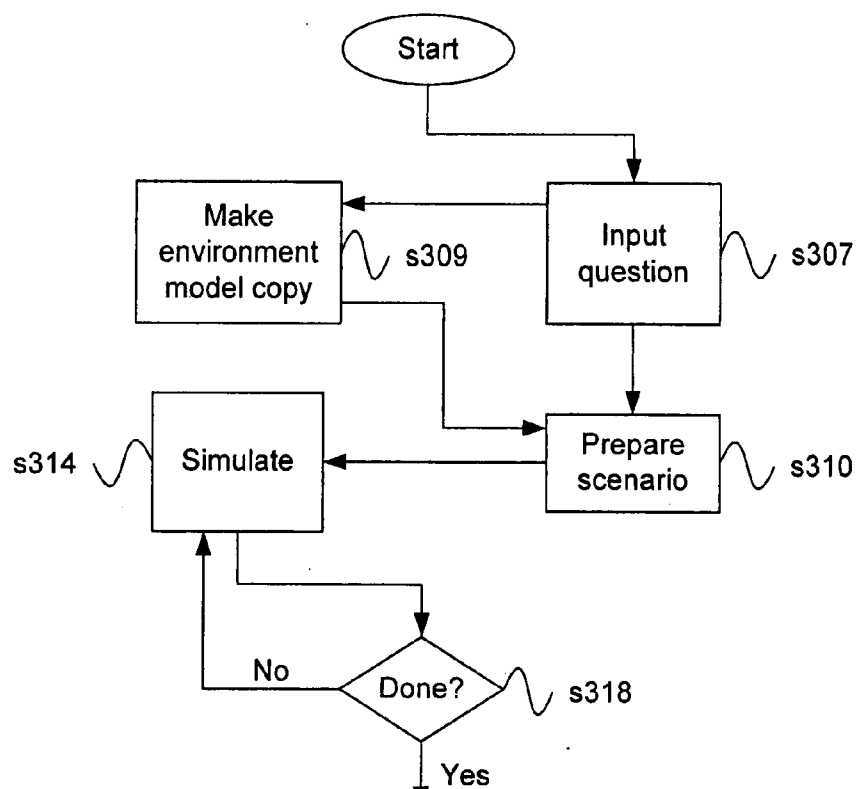 Start
Make
environment
model copy
s309
Input
question
s307
s314
Simulate
Prepare
scenario
s310
No
Done?
s318
Yes